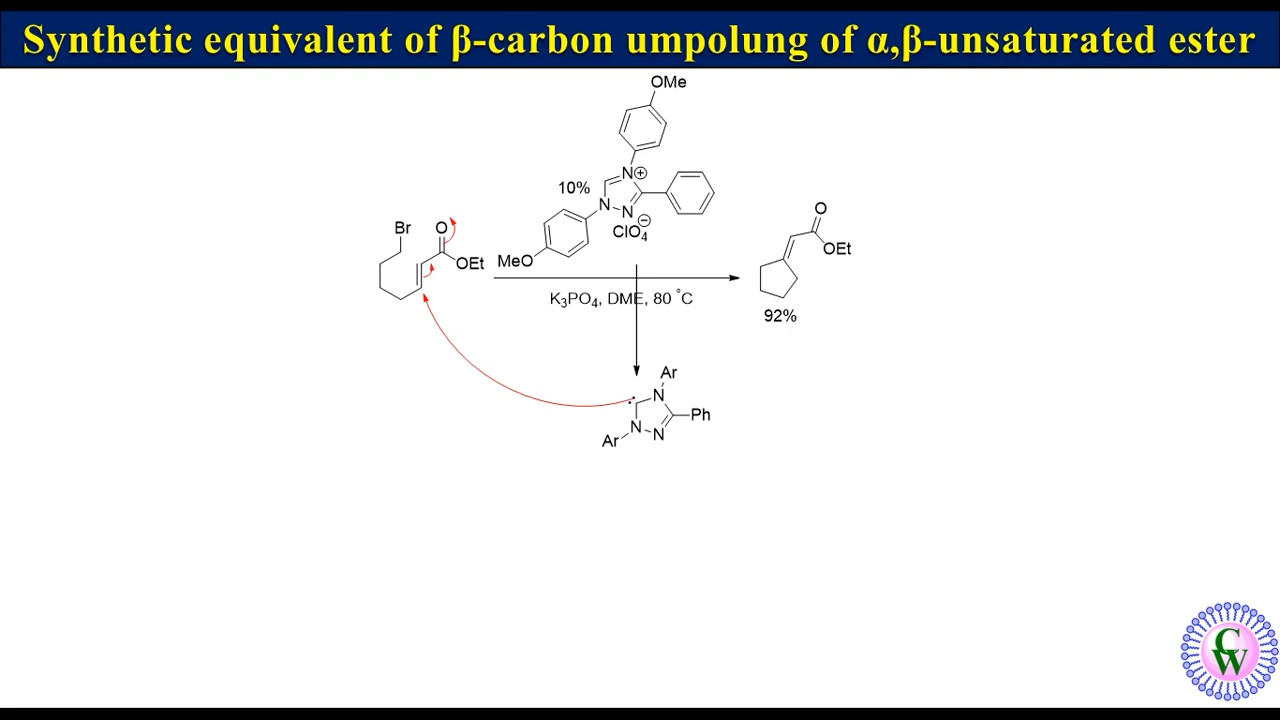 Synthetic equivalent of β-carbon umpolung of α,β-unsaturated ester
OMe
N⊕
10%
N
N
⊖
ClO4
MeO
Br
O
OEt
K3PO4, DME, 80 °C
O
OEt
92%
Ar
N
Ph
N
N
Ar
C
W